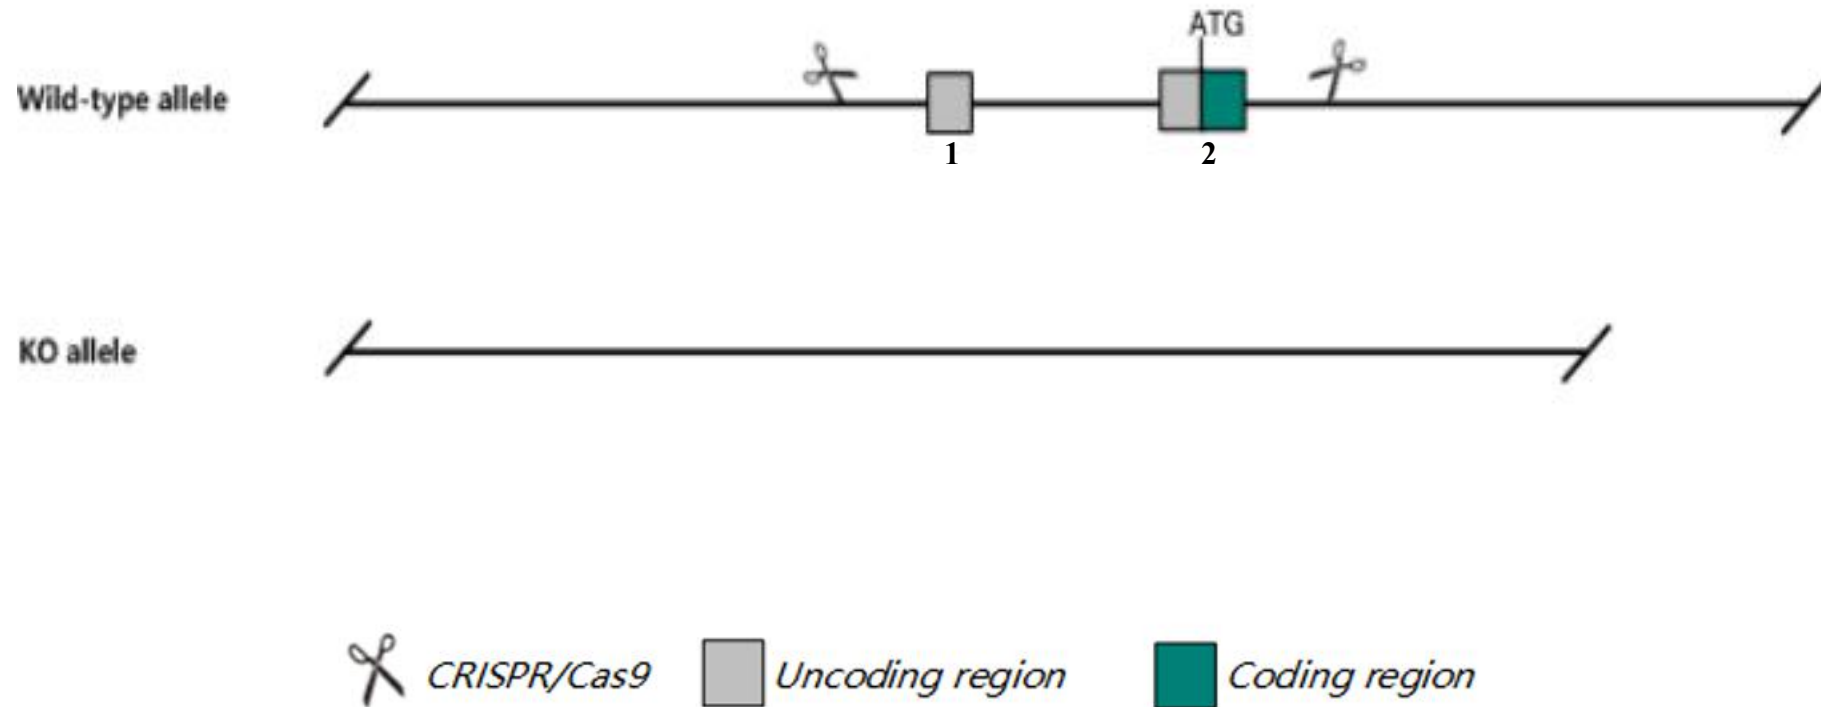 ATG
Wild-type allele
1
2
KO allele
CRISPR/Cas9
Uncoding region
Coding region